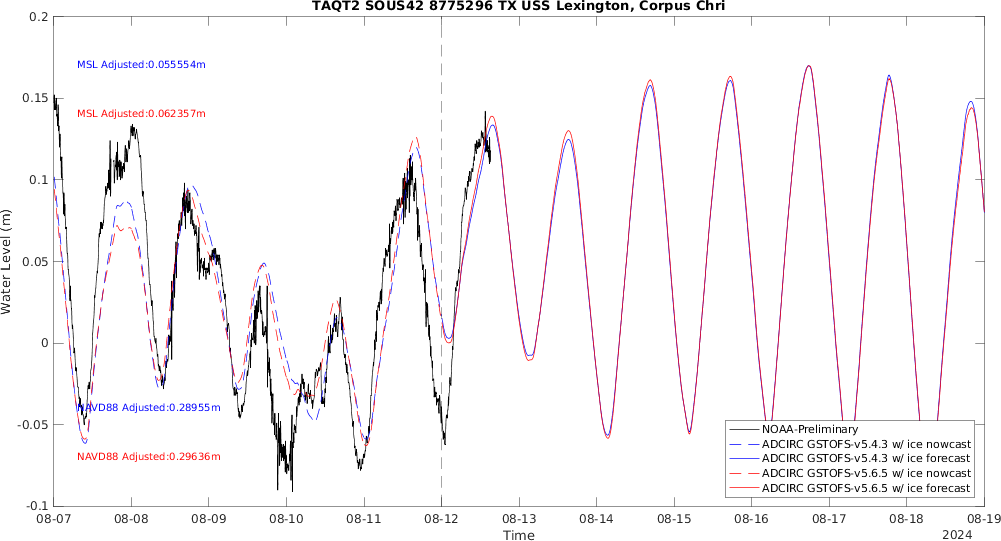 TAQT2 SOUS42 8775296 TX USS Lexington, Corpus Chri
0.2
0.15
0.1
0.05
0
-0.05
-0.1
Water Level (m)
MSL Adjusted:0.055554m
MSL Adjusted:0.062357m
NAVD88 Adjusted:0.28955m
NAVD88 Adjusted:0.29636m
NOAA-Preliminary
ADCIRC GSTOFS-v5.4.3 w/ ice nowcast
ADCIRC GSTOFS-v5.4.3 w/ ice forecast
ADCIRC GSTOFS-v5.6.5 w/ ice nowcast
ADCIRC GSTOFS-v5.6.5 w/ ice forecast
08-07 08-08 08-09 08-10 08-11 08-12 08-13 08-14 08-15 08-16 08-17 08-18 08-19
Time
2024